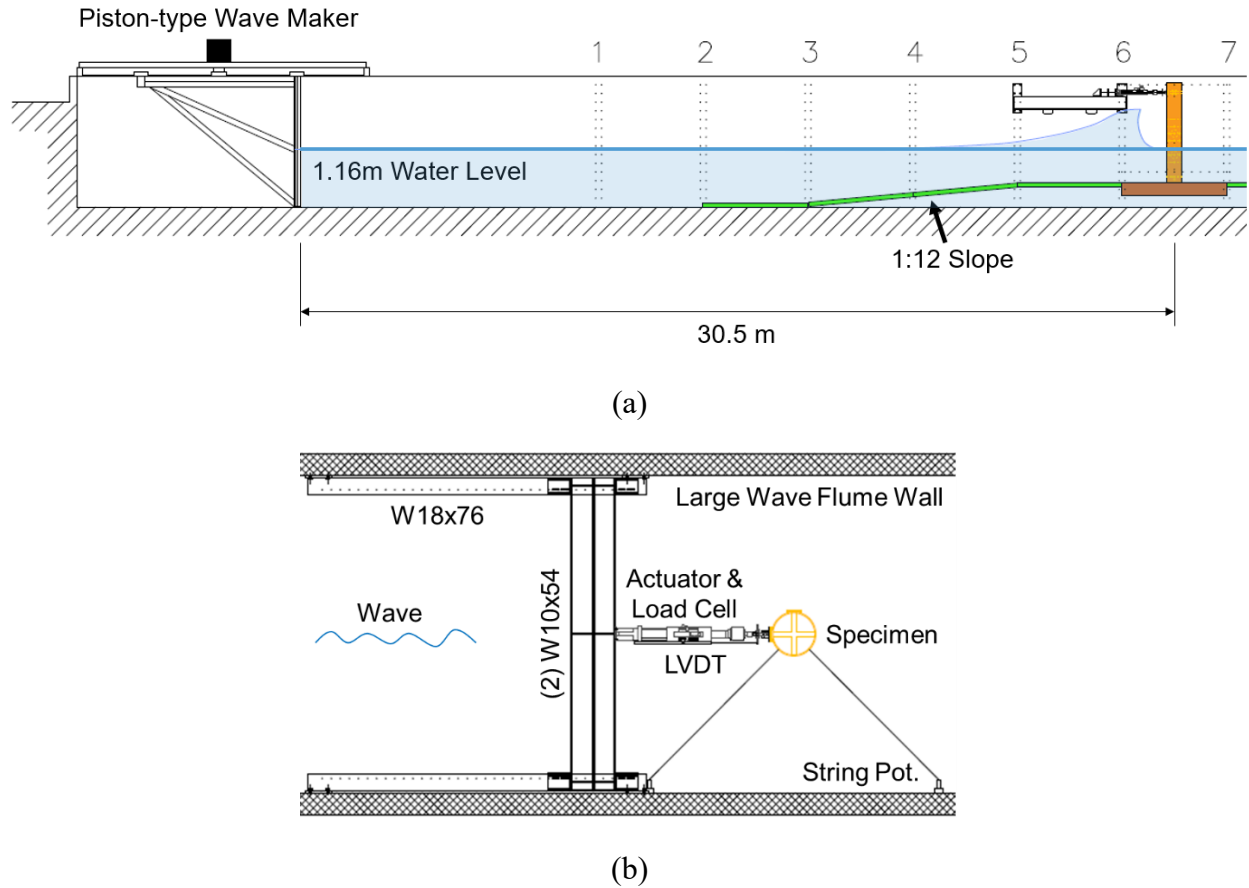 Piston-type Wave Maker
1 2 3 4 5 6 7
1.16m Water Level
1:12 Slope
30.5 m
(a)
Large Wave Flume Wall
W18x76
(2) W10x54
Actuator &
Load Cell
Wave
Specimen
LVDT
String Pot.
(b)